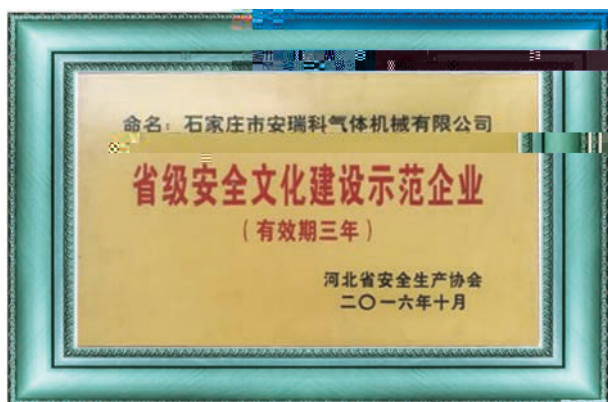 命名：石家庄市安瑞科气体机械有限公司
省级安全文化建设示范企业
（有效期三年）
河北省安全生产协会
二〇一六年十月